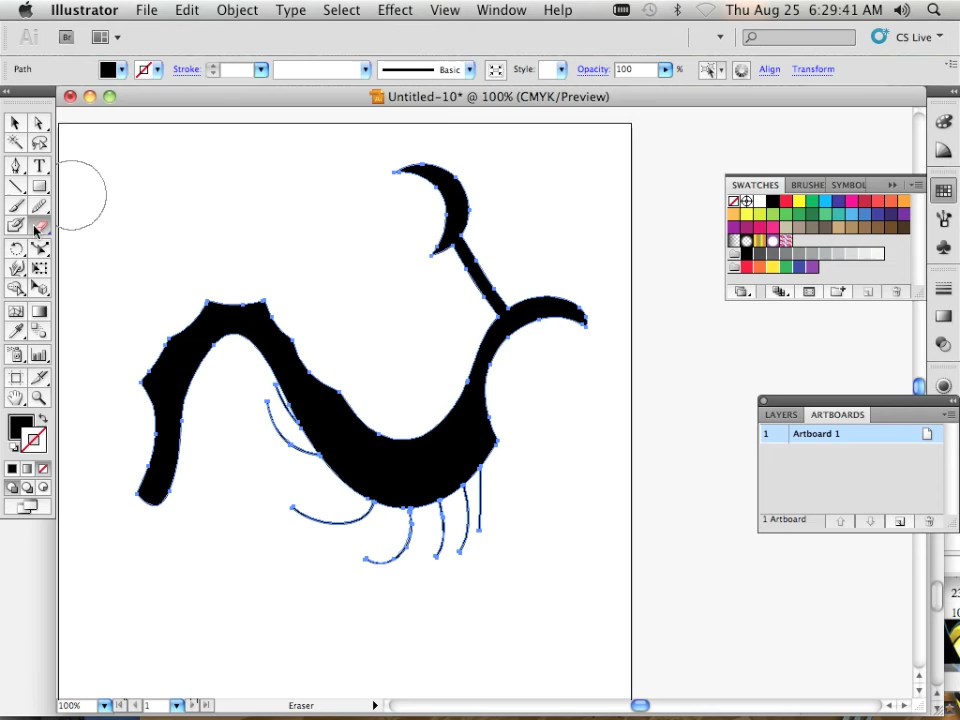 Illustrator File Edit Object Type Select Effect View Window Help Thu Aug 25 6:29:41 AM
Ai Br CS Live
Path Stroke: Basic Style: Opacity: 100 % Align Transform
Untitled-10* @ 100% (CMYK/Preview)
T
SWATCHES BRUSHE SYMBOL
LAYERS ARTBOARDS
1 Artboard 1
1 Artboard
23
10
100% 1 Eraser